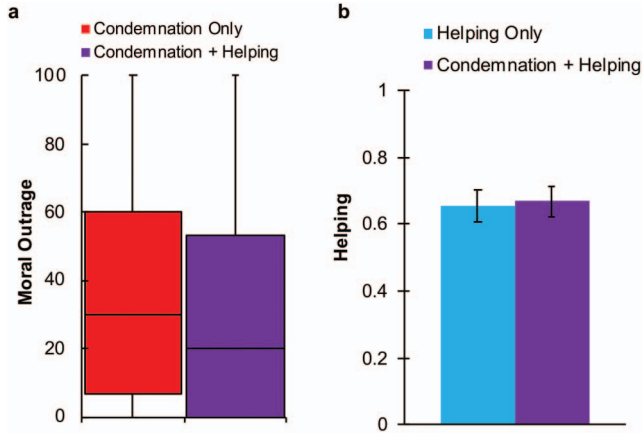 a
Condemnation Only
Condemnation + Helping
100
80
60
40
20
0
Moral Outrage
b
Helping Only
Condemnation + Helping
1
0.8
0.6
0.4
0.2
0
Helping